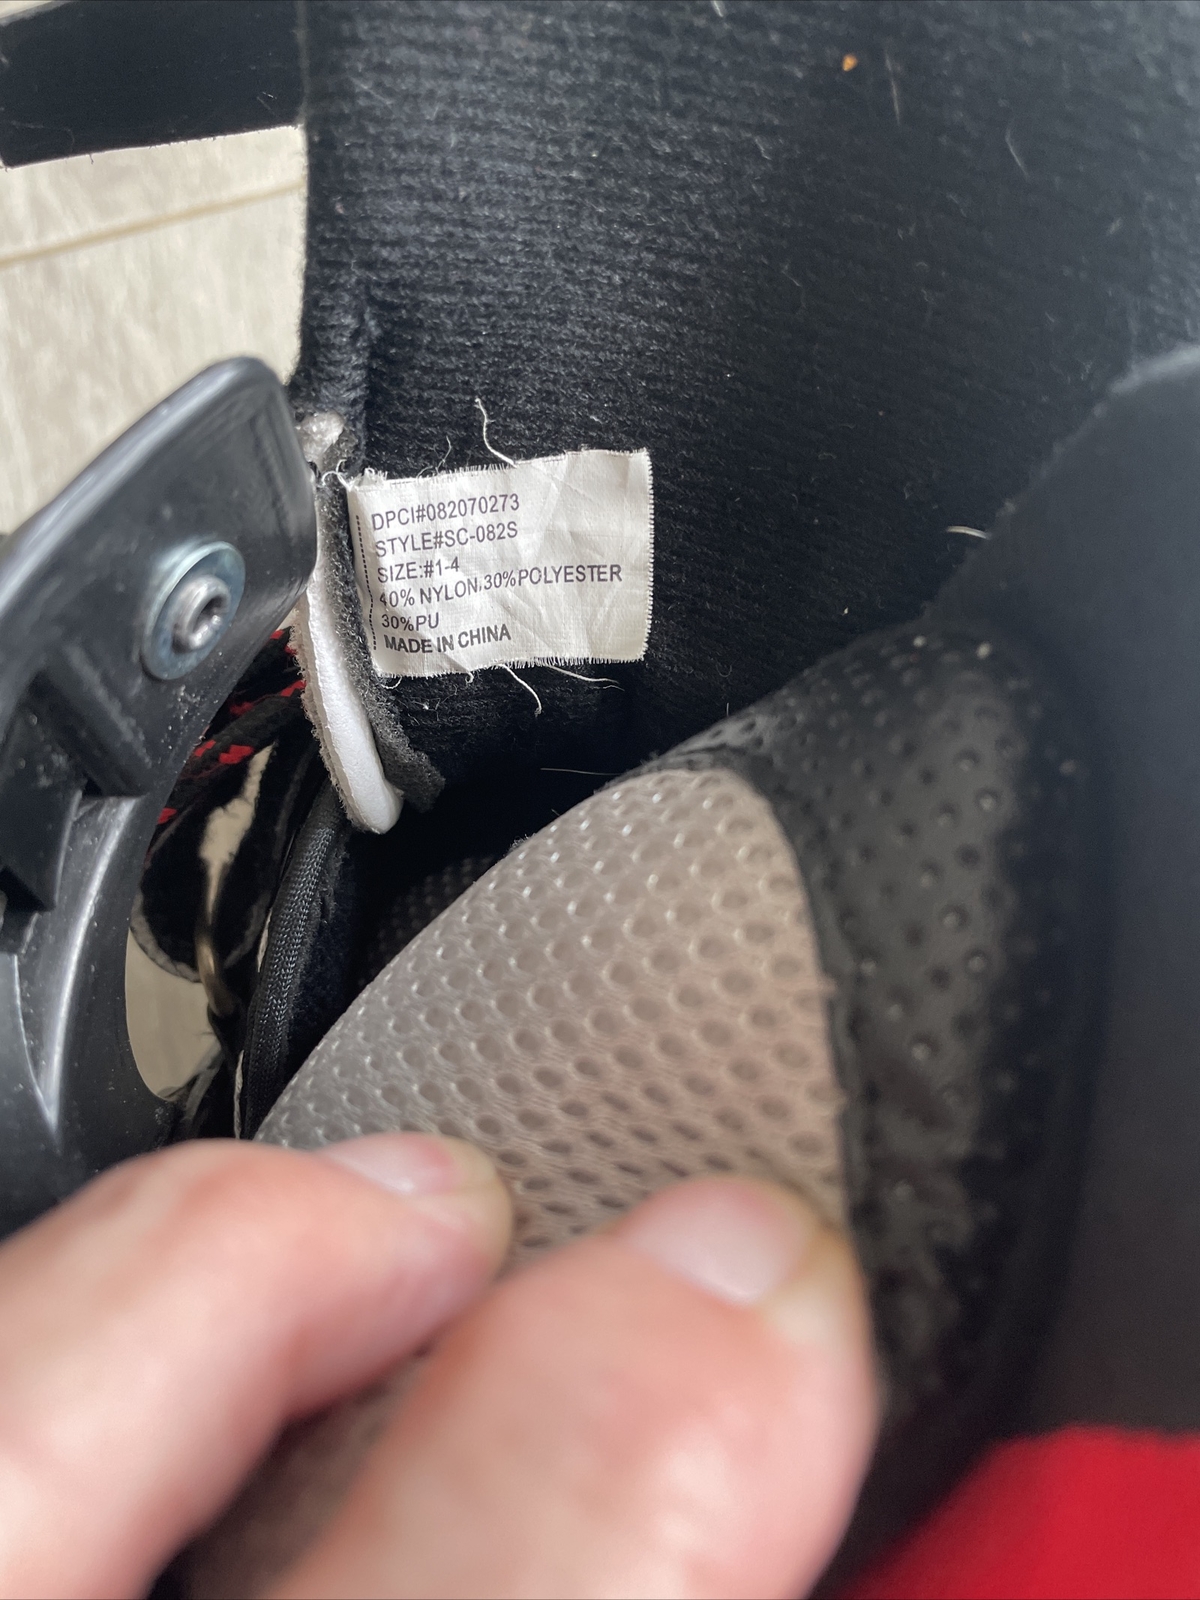 DPCI#082070273
STYLE#SC-082S
SIZE:#1-4
40% NYLON,30%POLYESTER
30%PU
MADE IN CHINA